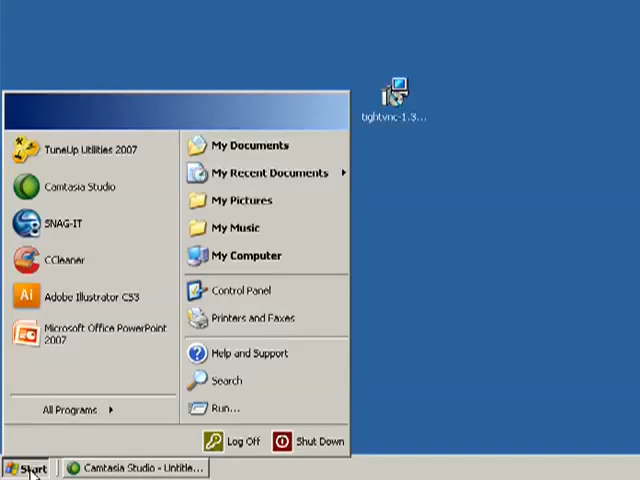 tightvnc-1.3...
TuneUp Utilities 2007
Camtasia Studio
SNAG-IT
CCleaner
Ai
Adobe Illustrator CS3
Microsoft Office PowerPoint
2007
All Programs
My Documents
My Recent Documents
My Pictures
My Music
My Computer
Control Panel
Printers and Faxes
Help and Support
Search
Run...
Log Off
Shut Down
Start
Camtasia Studio - Untitle...